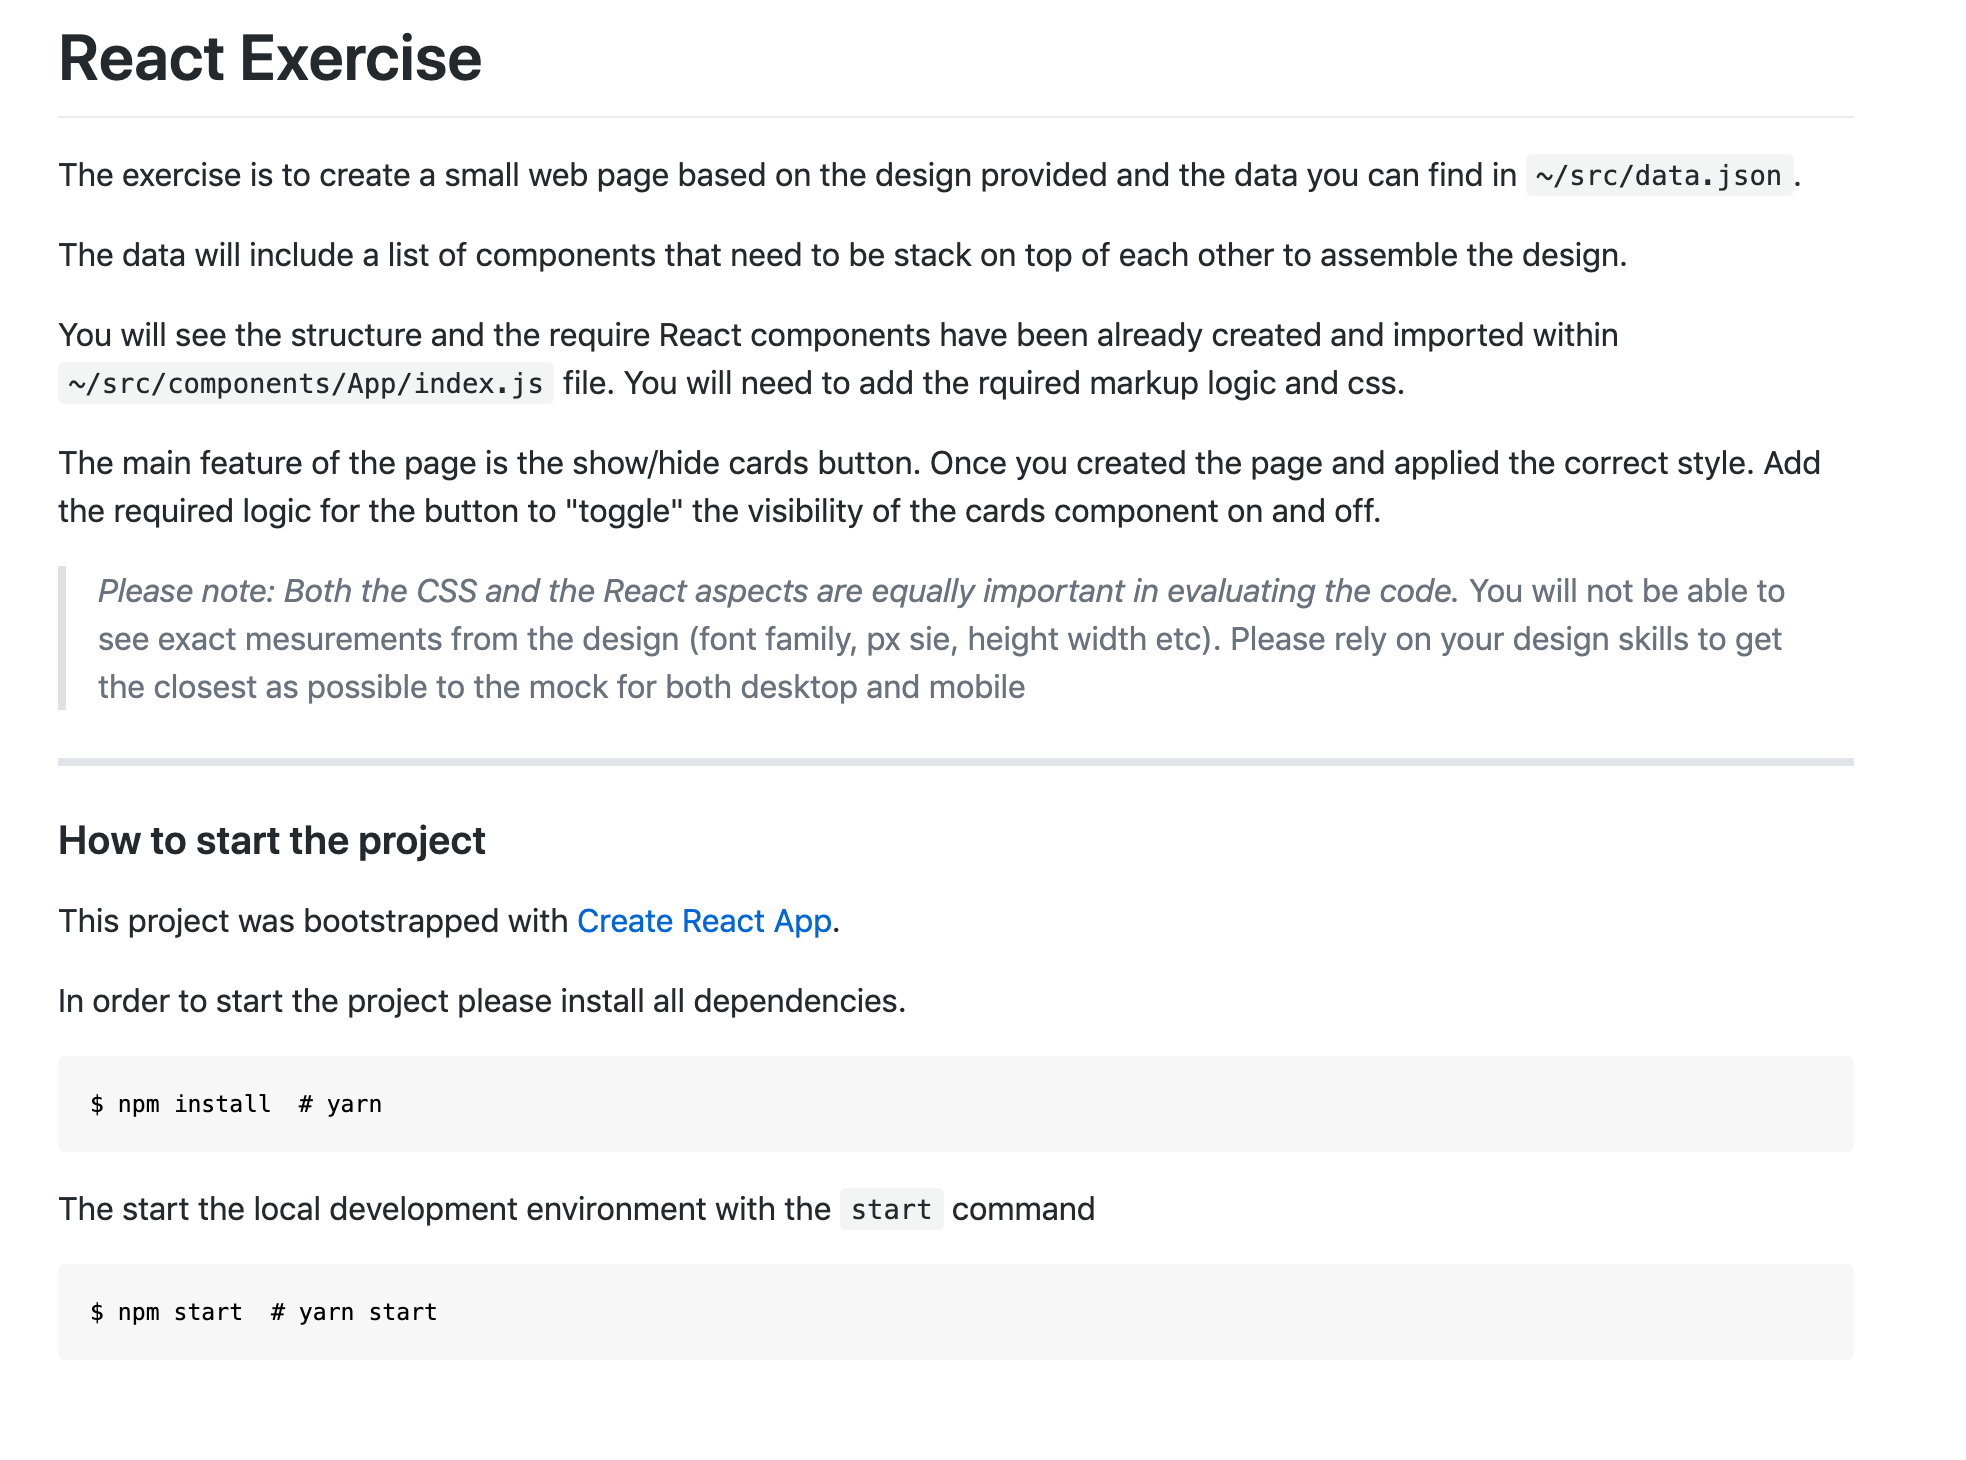 React Exercise
The exercise is to create a small web page based on the design provided and the data you can find in ~/src/data.json .
The data will include a list of components that need to be stack on top of each other to assemble the design.
You will see the structure and the require React components have been already created and imported within
~/src/components/App/index.js file. You will need to add the rquired markup logic and css.
The main feature of the page is the show/hide cards button. Once you created the page and applied the correct style. Add
the required logic for the button to "toggle" the visibility of the cards component on and off.
Please note: Both the CSS and the React aspects are equally important in evaluating the code. You will not be able to
see exact mesurements from the design (font family, px sie, height width etc). Please rely on your design skills to get
the closest as possible to the mock for both desktop and mobile
How to start the project
This project was bootstrapped with Create React App.
In order to start the project please install all dependencies.
$ npm install  # yarn
The start the local development environment with the start command
$ npm start  # yarn start